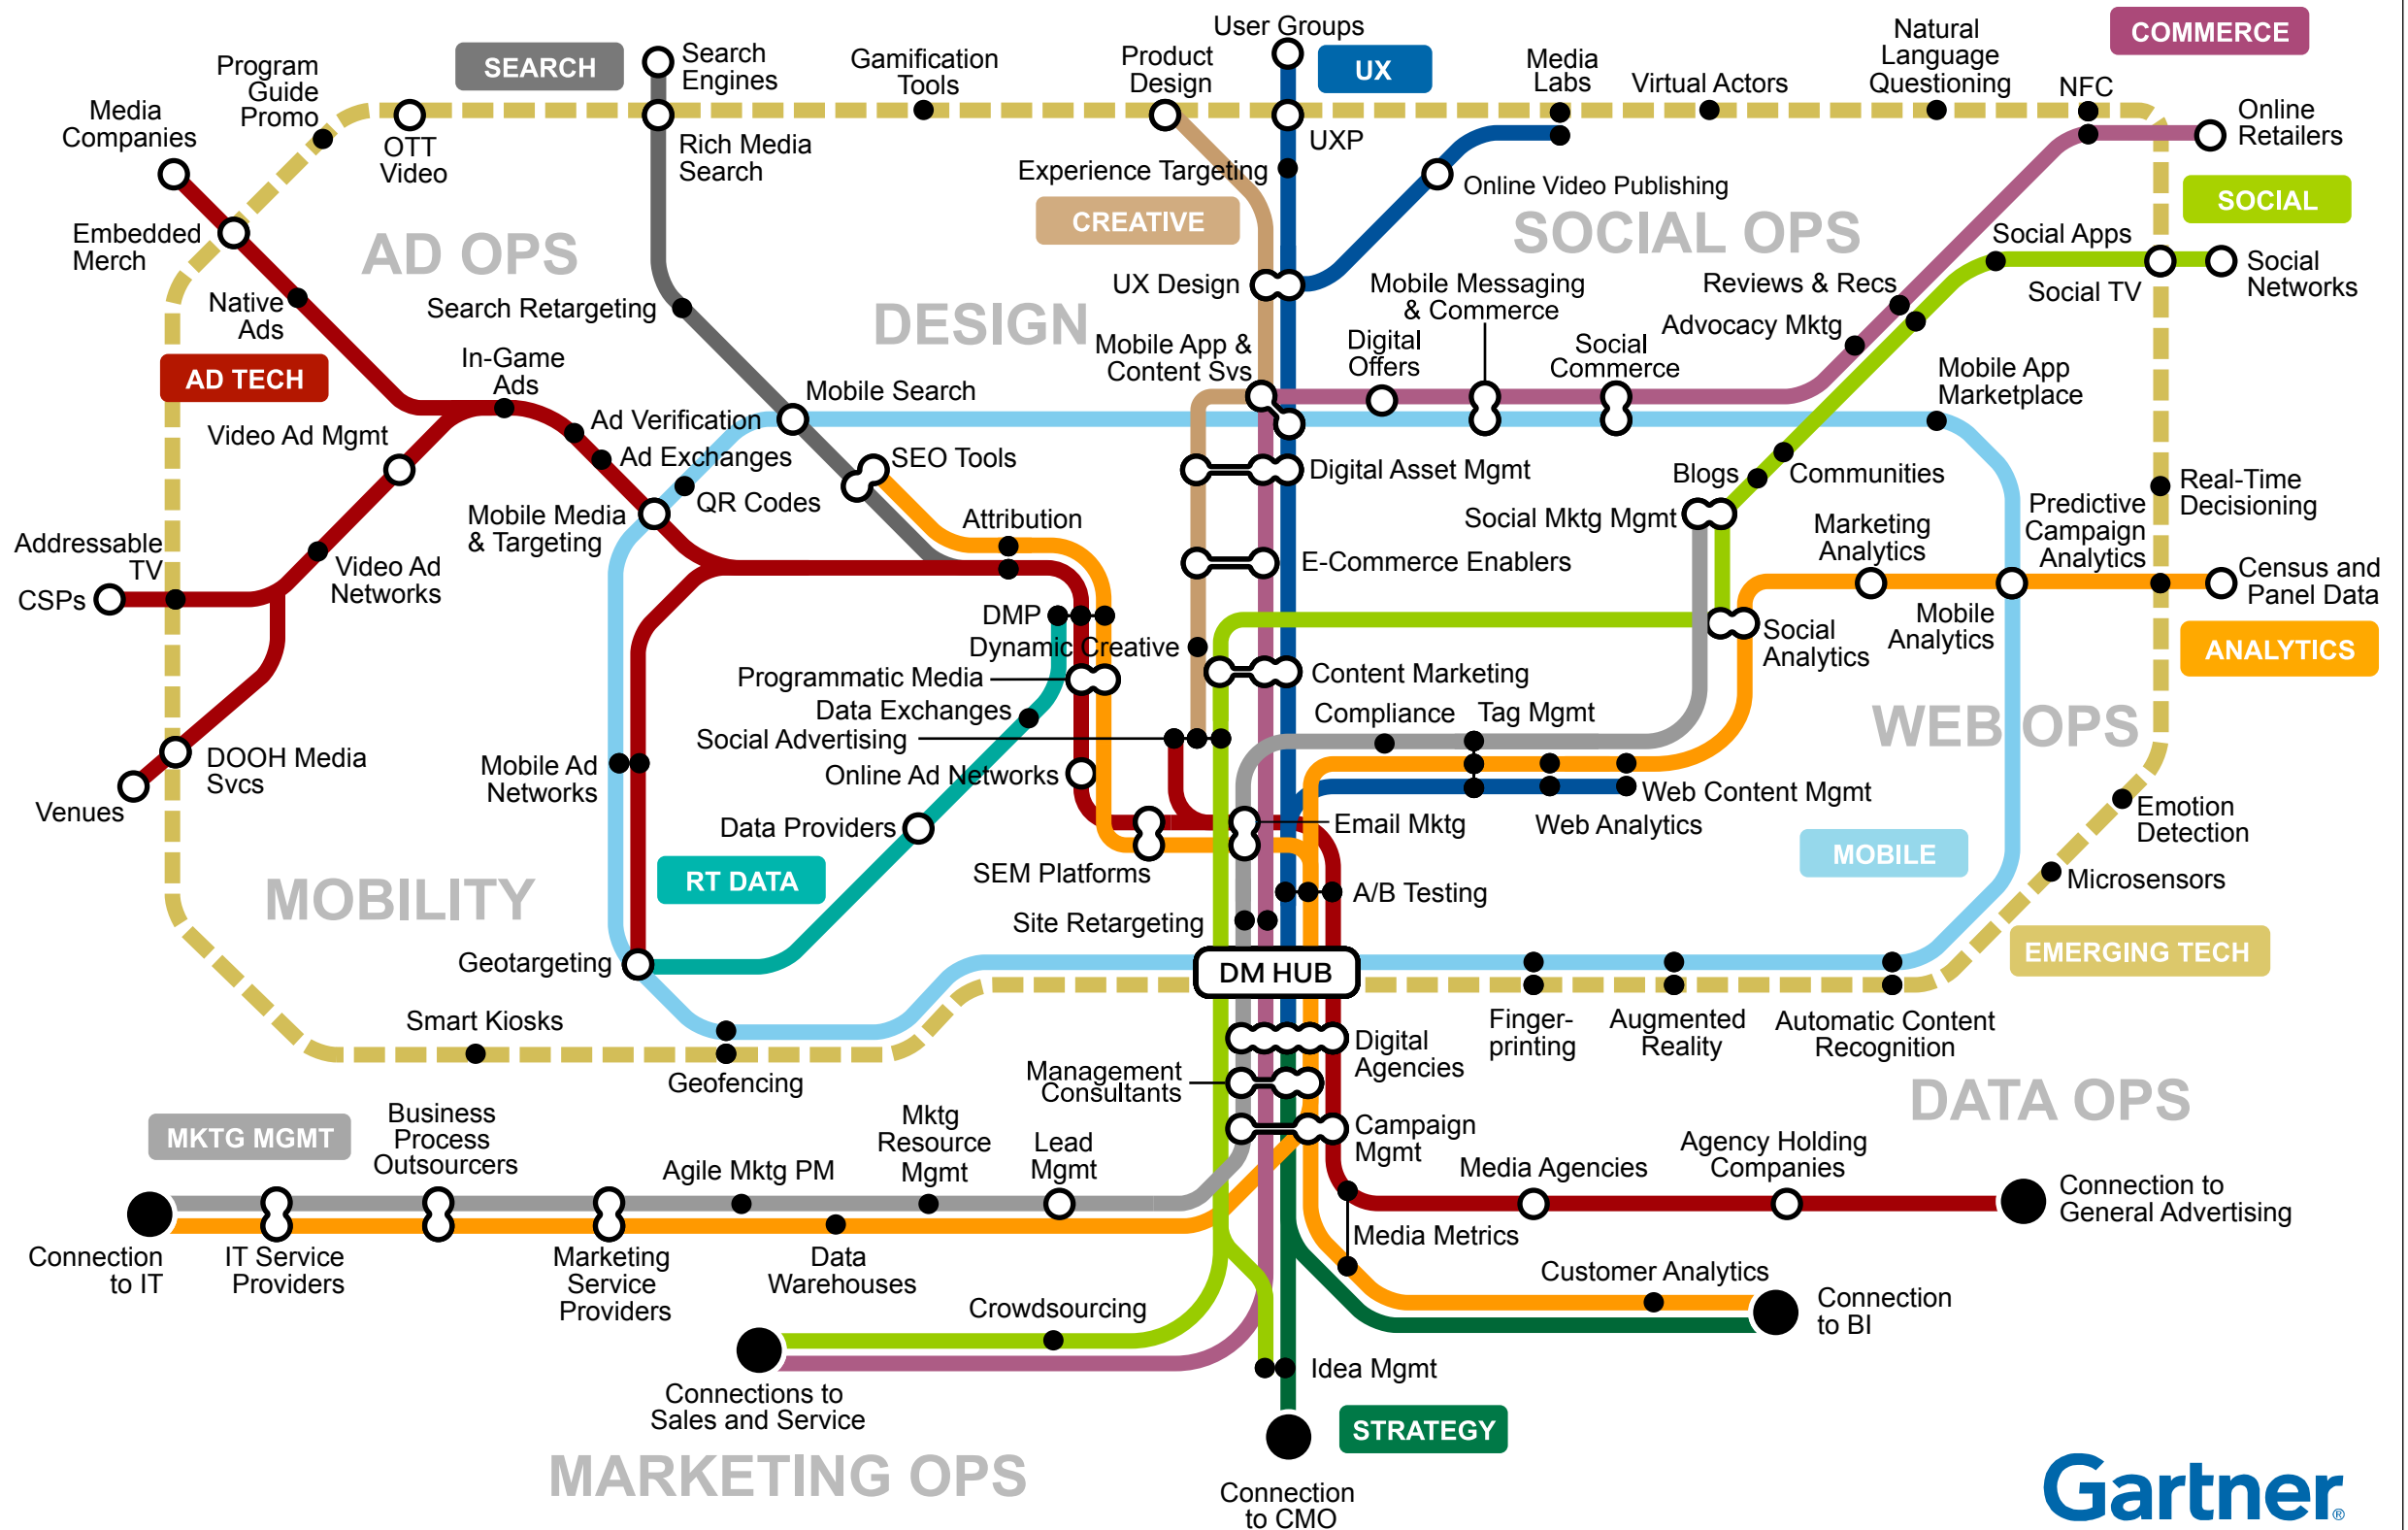 User Groups
COMMERCE
SEARCH
Search
Engines
Gamification
Tools
Product
Design
UX
Media
Labs
Virtual Actors
Natural
Language
Questioning
NFC
Program
Guide
Promo
Media
Companies
OTT
Video
Rich Media
Search
UXP
Online
Retailers
Experience Targeting
Online Video Publishing
SOCIAL
CREATIVE
Embedded
Merch
AD OPS
SOCIAL OPS
Social Apps
Social
Networks
Social TV
UX Design
Mobile Messaging
& Commerce
Reviews & Recs
Native
Ads
Search Retargeting
DESIGN
Advocacy Mktg
Mobile App &
Content Svs
Digital
Offers
Social
Commerce
AD TECH
In-Game
Ads
Mobile Search
Mobile App
Marketplace
Video Ad Mgmt
Ad Verification
Ad Exchanges
SEO Tools
Digital Asset Mgmt
Blogs
Communities
QR Codes
Real-Time
Decisioning
Mobile Media
& Targeting
Attribution
Social Mktg Mgmt
Marketing
Analytics
Predictive
Campaign
Analytics
Addressable
TV
CSPs
Video Ad
Networks
E-Commerce Enablers
Census and
Panel Data
DMP
Dynamic Creative
Social
Analytics
Mobile
Analytics
ANALYTICS
Programmatic Media
Content Marketing
Data Exchanges
Compliance
Tag Mgmt
WEB OPS
Social Advertising
DOOH Media
Svcs
Mobile Ad
Networks
Online Ad Networks
Web Content Mgmt
Venues
Data Providers
Email Mktg
Web Analytics
Emotion
Detection
MOBILE
SEM Platforms
RT DATA
Microsensors
MOBILITY
A/B Testing
Site Retargeting
EMERGING TECH
Geotargeting
DM HUB
Smart Kiosks
Finger-
printing
Augmented
Reality
Automatic Content
Recognition
Digital
Agencies
Geofencing
Management
Consultants
DATA OPS
MKTG MGMT
Business
Process
Outsourcers
Mktg
Resource
Mgmt
Lead
Mgmt
Agile Mktg PM
Campaign
Mgmt
Media Agencies
Agency Holding
Companies
Connection to
General Advertising
Connection
to IT
IT Service
Providers
Marketing
Service
Providers
Data
Warehouses
Media Metrics
Customer Analytics
Connection
to BI
Crowdsourcing
Idea Mgmt
Connections to
Sales and Service
STRATEGY
MARKETING OPS
Connection
to CMO
Gartner®